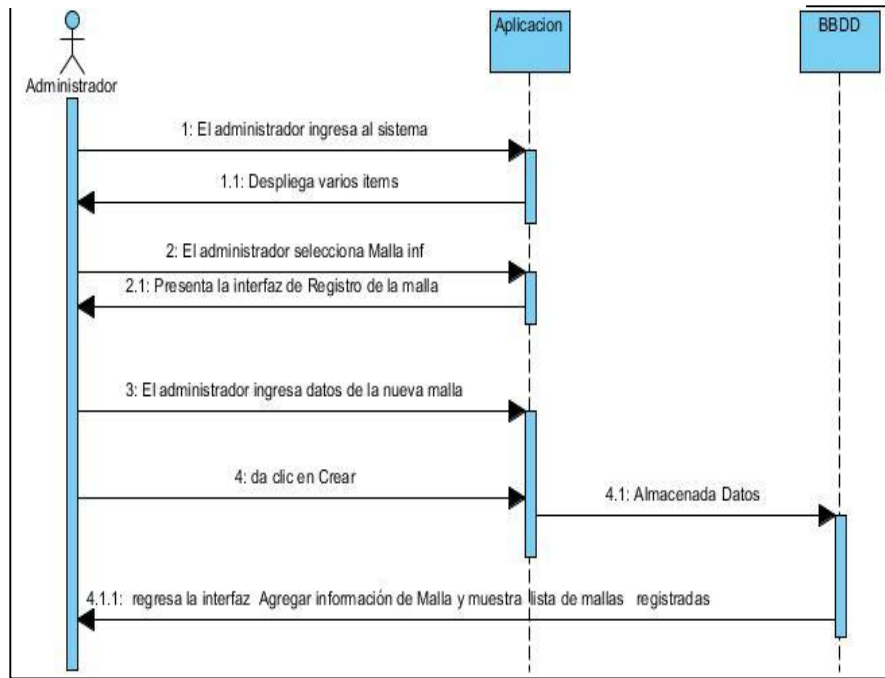 Aplicacion
BBDD
Administrador
1: El administrador ingresa al sistema
1.1: Despliega varios items
2: El administrador selecciona Malla inf
2.1: Presenta la interfaz de Registro de la malla
3: El administrador ingresa datos de la nueva malla
4: da clic en Crear
4.1: Almacenada Datos
4.1.1: regresa la interfaz Agregar información de Malla y muestra lista de mallas registradas